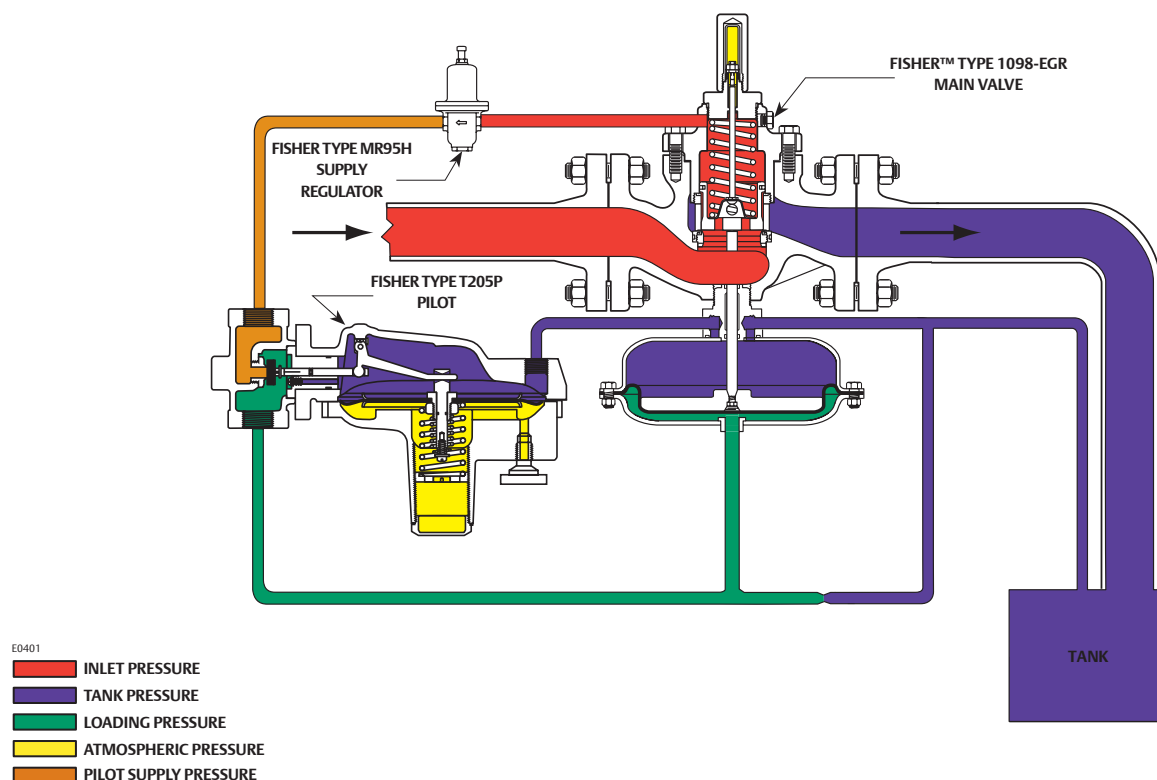 FISHER™ TYPE 1098-EGR
MAIN VALVE
FISHER TYPE MR95H
SUPPLY
REGULATOR
FISHER TYPE T205P
PILOT
TANK
E0401
INLET PRESSURE
TANK PRESSURE
LOADING PRESSURE
ATMOSPHERIC PRESSURE
PILOT SUPPLY PRESSURE